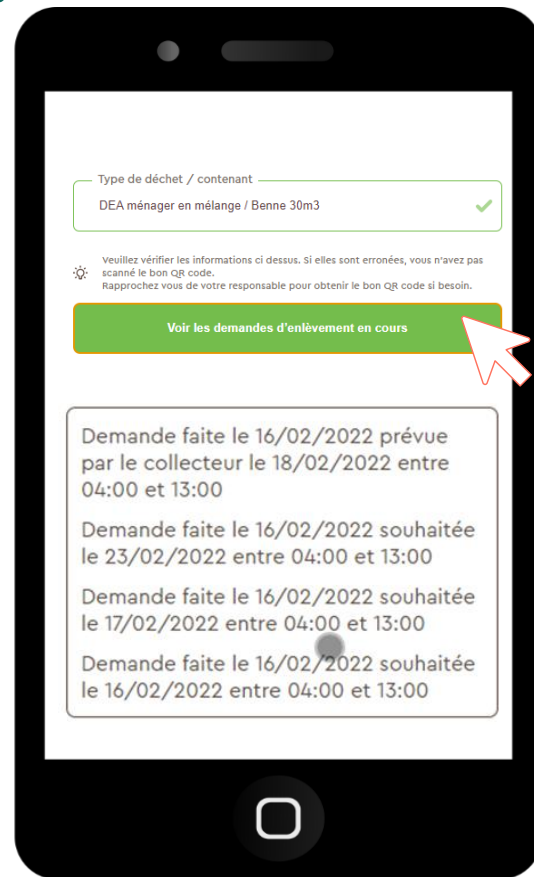 Type de déchet / contenant
DEA ménager en mélange / Benne 30m3
Veuillez vérifier les informations ci dessus. Si elles sont erronées, vous n'avez pas
scanné le bon QR code.
Rapprochez vous de votre responsable pour obtenir le bon QR code si besoin.
Voir les demandes d'enlèvement en cours
Demande faite le 16/02/2022 prévue
par le collecteur le 18/02/2022 entre
04:00 et 13:00
Demande faite le 16/02/2022 souhaitée
le 23/02/2022 entre 04:00 et 13:00
Demande faite le 16/02/2022 souhaitée
le 17/02/2022 entre 04:00 et 13:00
Demande faite le 16/02/2022 souhaitée
le 16/02/2022 entre 04:00 et 13:00